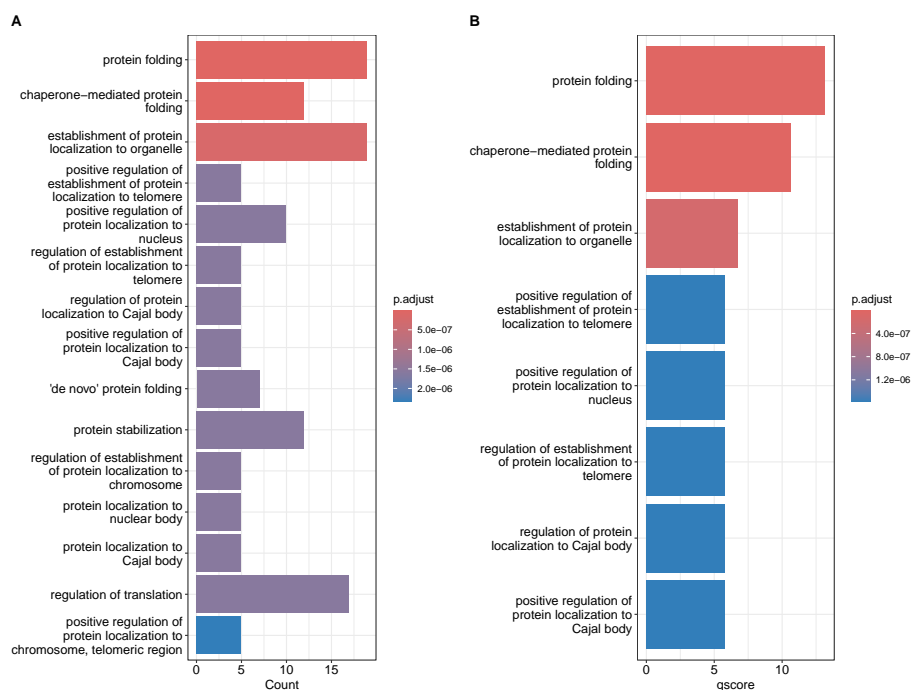 A
protein folding
chaperone−mediated protein
folding
establishment of protein
localization to organelle
positive regulation of
establishment of protein
localization to telomere
positive regulation of
protein localization to
nucleus
regulation of establishment
of protein localization to
telomere
regulation of protein
localization to Cajal body
positive regulation of
protein localization to
Cajal body
'de novo' protein folding
protein stabilization
regulation of establishment
of protein localization to
chromosome
protein localization to
nuclear body
protein localization to
Cajal body
regulation of translation
positive regulation of
protein localization to
chromosome, telomeric region
0 5 10 15
Count
p.adjust
5.0e−07
1.0e−06
1.5e−06
2.0e−06
B
protein folding
chaperone−mediated protein
folding
establishment of protein
localization to organelle
positive regulation of
establishment of protein
localization to telomere
positive regulation of
protein localization to
nucleus
regulation of establishment
of protein localization to
telomere
regulation of protein
localization to Cajal body
positive regulation of
protein localization to
Cajal body
0 5 10
qscore
p.adjust
4.0e−07
8.0e−07
1.2e−06